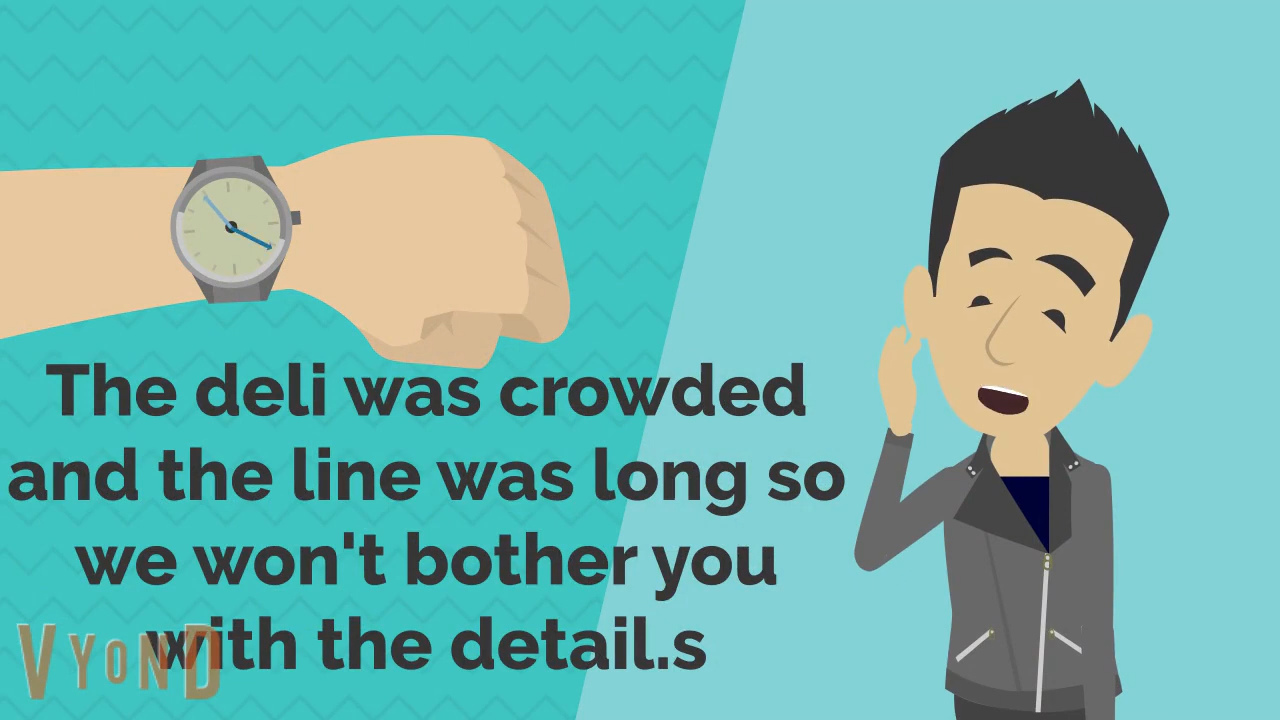 The deli was crowded
and the line was long so
we won't bother you
with the detail.s
VYOND